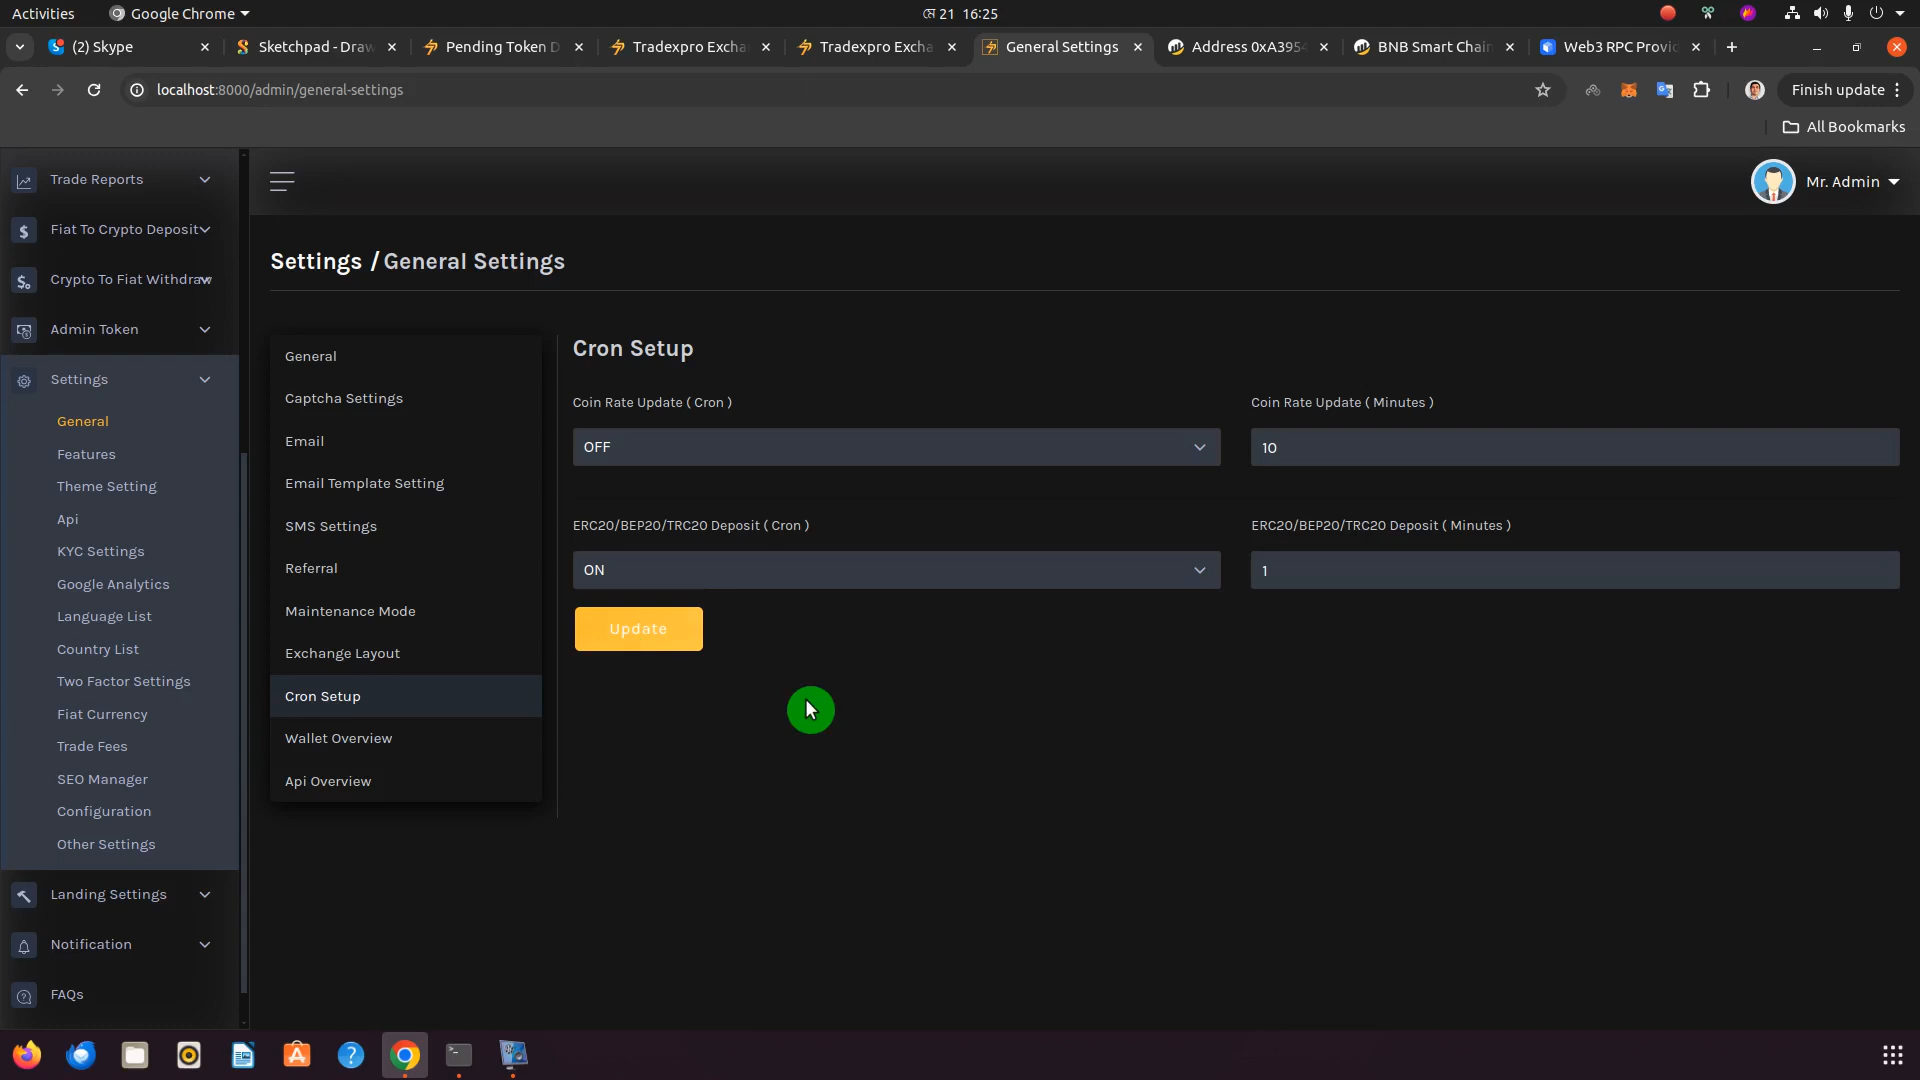 Activities
Google Chrome
মে 21 16:25
(2) Skype
Sketchpad - Draw
Pending Token D
Tradexpro Excha
Tradexpro Excha
General Settings
Address 0xA3954
BNB Smart Chain
Web3 RPC Provid
localhost:8000/admin/general-settings
Finish update
All Bookmarks
Trade Reports
Fiat To Crypto Deposit
Crypto To Fiat Withdraw
Admin Token
Settings
General
Features
Theme Setting
Api
KYC Settings
Google Analytics
Language List
Country List
Two Factor Settings
Fiat Currency
Trade Fees
SEO Manager
Configuration
Other Settings
Landing Settings
Notification
FAQs
Mr. Admin
Settings / General Settings
General
Captcha Settings
Email
Email Template Setting
SMS Settings
Referral
Maintenance Mode
Exchange Layout
Cron Setup
Wallet Overview
Api Overview
Cron Setup
Coin Rate Update ( Cron )
OFF
Coin Rate Update ( Minutes )
10
ERC20/BEP20/TRC20 Deposit ( Cron )
ON
ERC20/BEP20/TRC20 Deposit ( Minutes )
1
Update